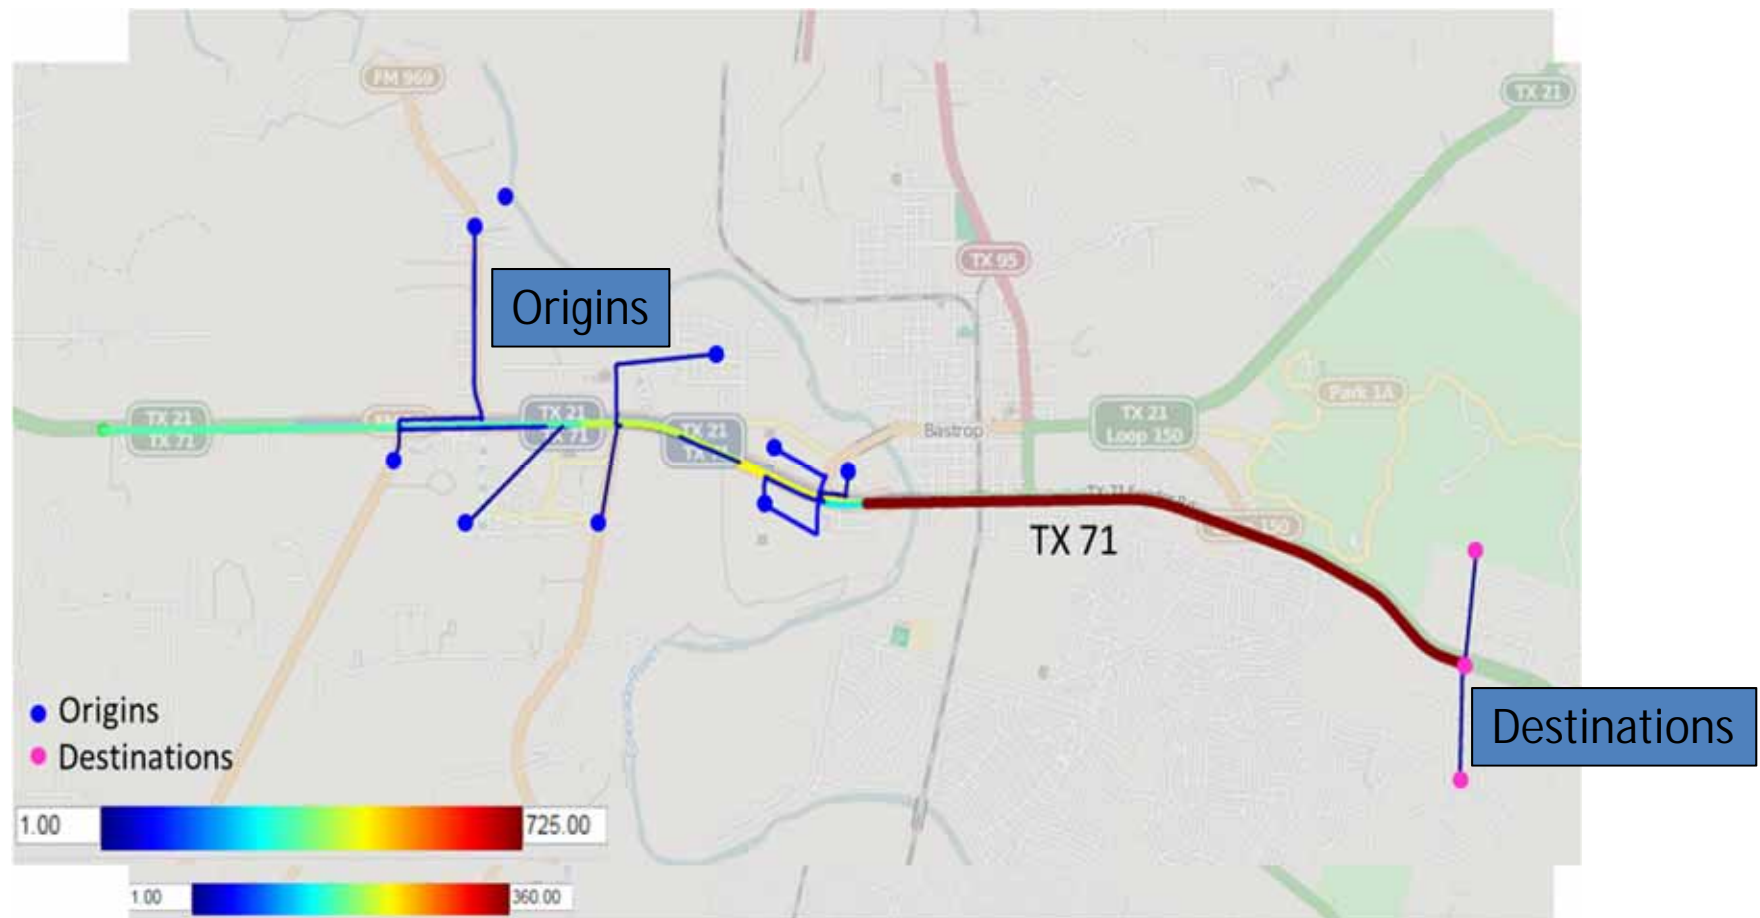 FM 969
TX 21
TX 95
Origins
Park 1A
TX 21
TX 71
TX 21
TX 71
TX 21
TX 21
Loop 150
Bastrop
TX 71
150
Origins
Destinations
Destinations
1.00
725.00
1.00
360.00